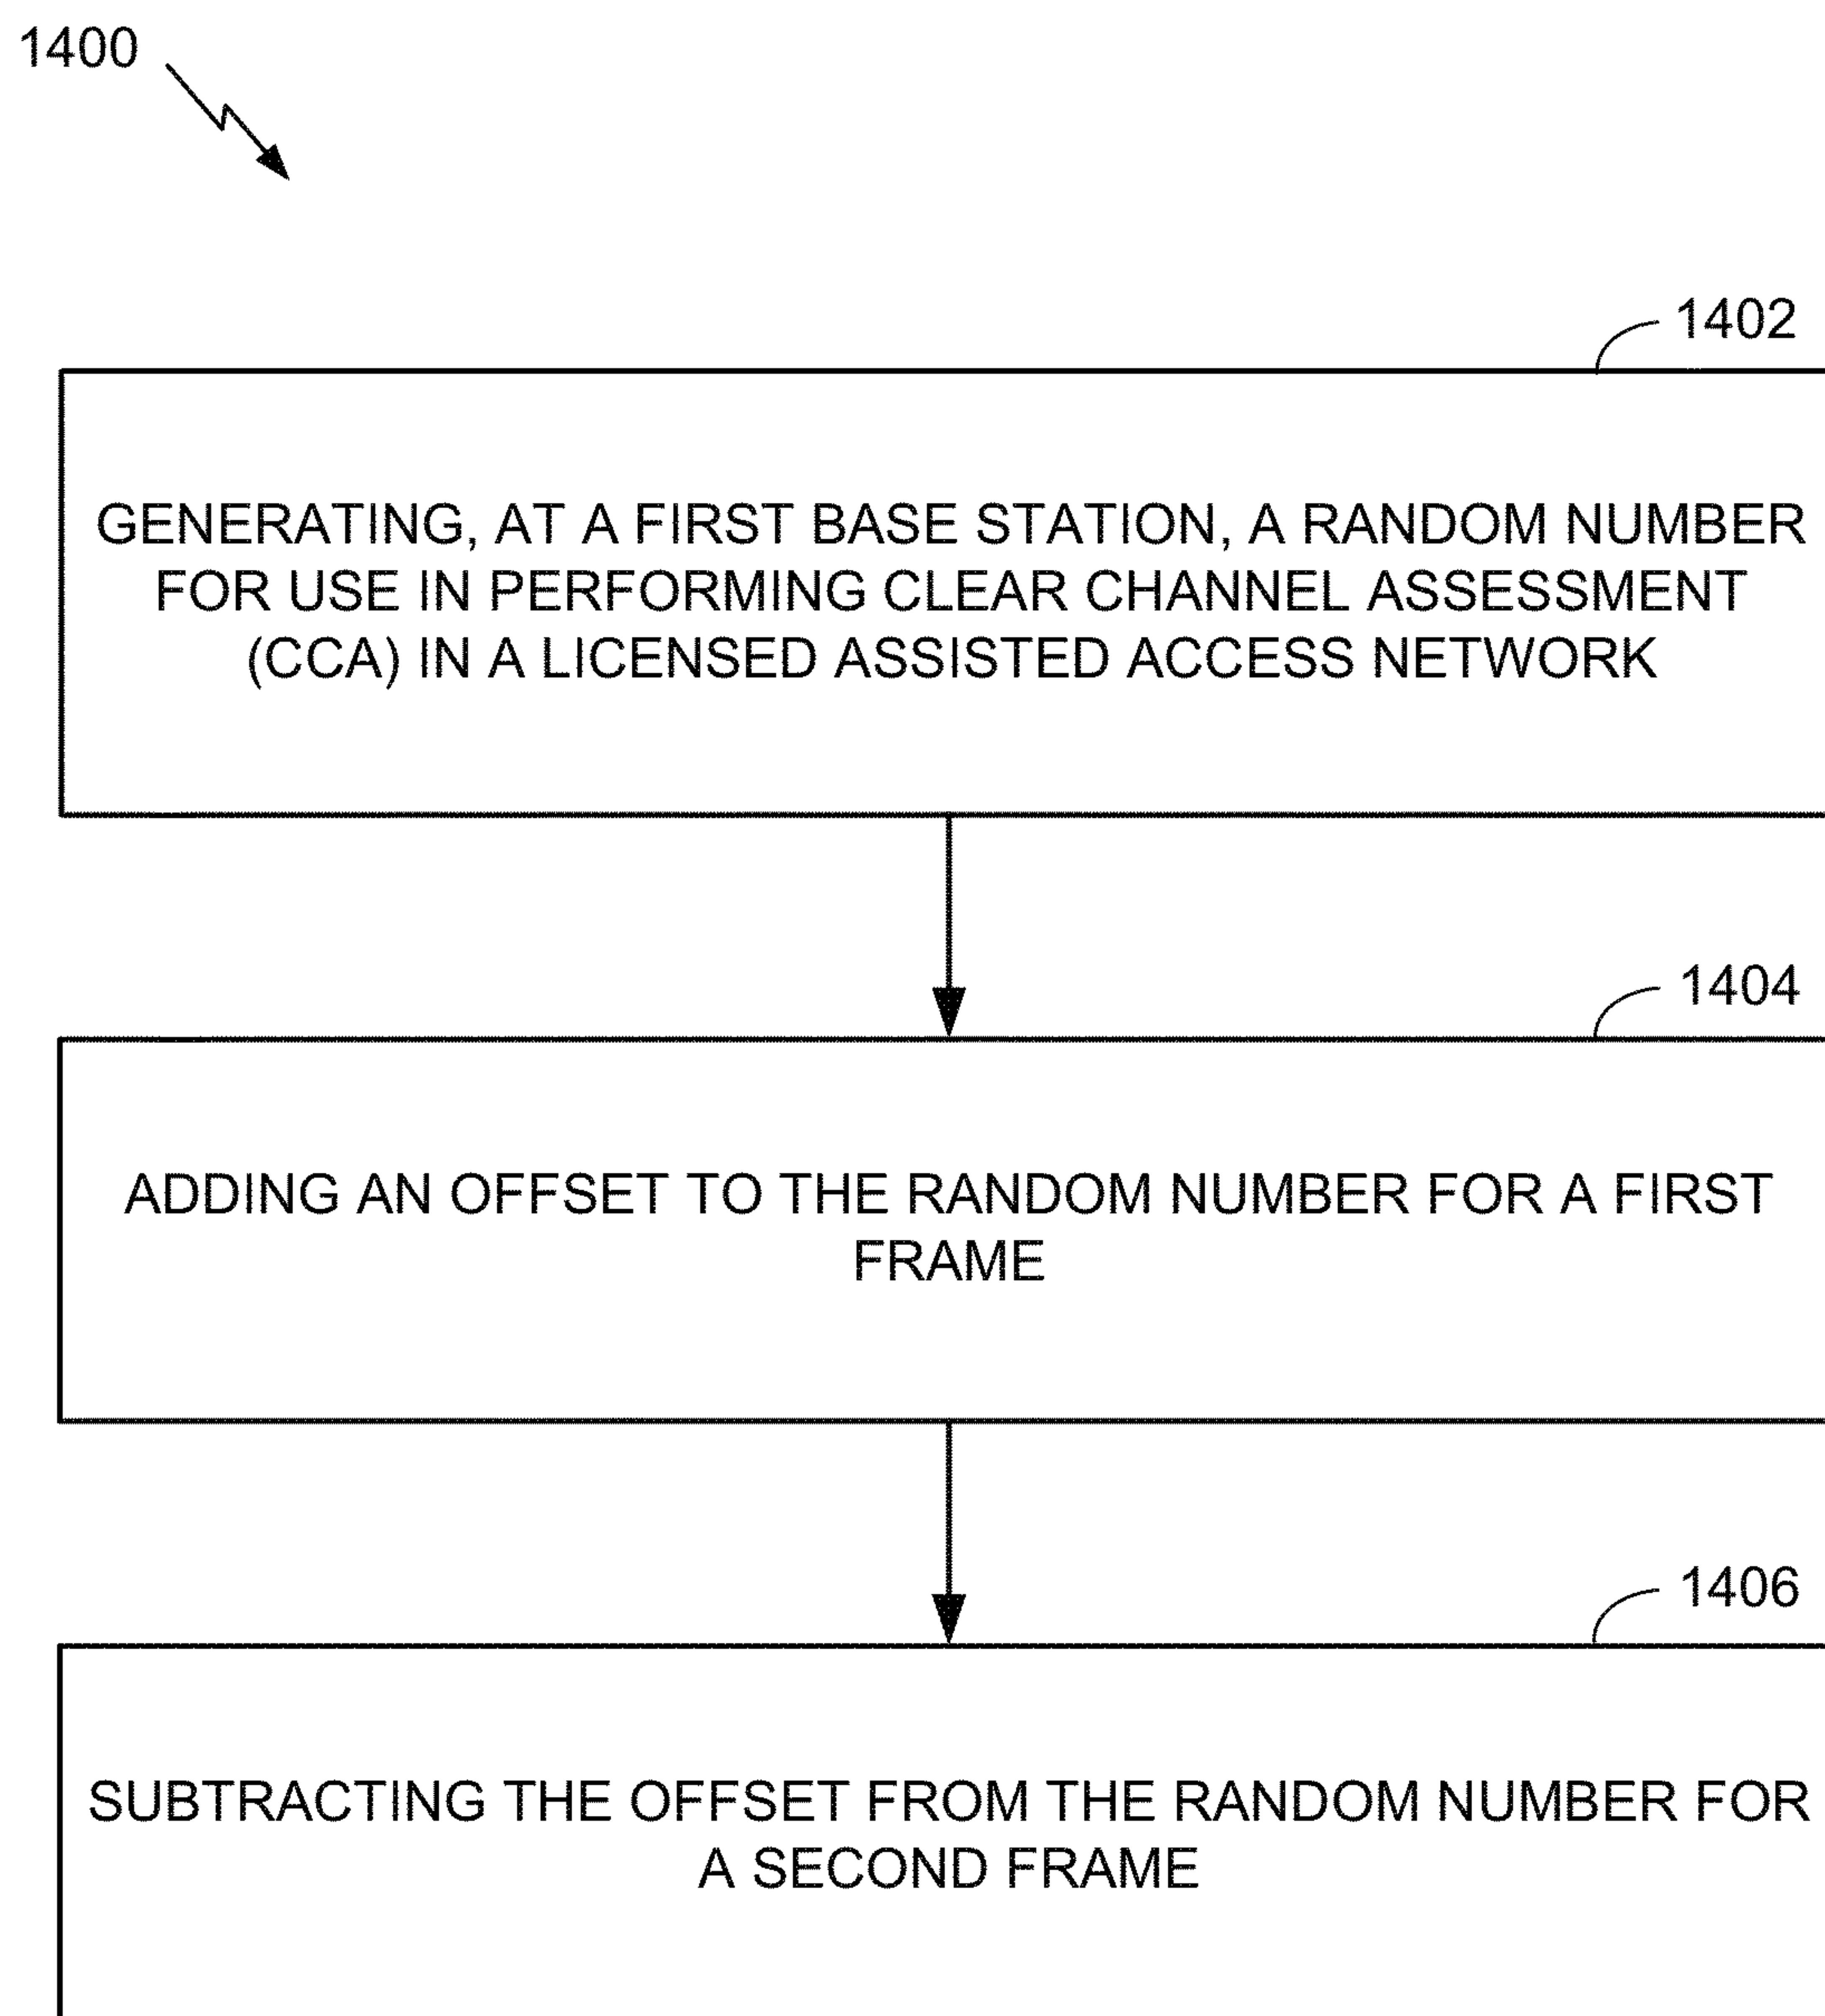 1400
1402
GENERATING, AT A FIRST BASE STATION, A RANDOM NUMBER
FOR USE IN PERFORMING CLEAR CHANNEL ASSESSMENT
(CCA) IN A LICENSED ASSISTED ACCESS NETWORK
1404
ADDING AN OFFSET TO THE RANDOM NUMBER FOR A FIRST
FRAME
1406
SUBTRACTING THE OFFSET FROM THE RANDOM NUMBER FOR
A SECOND FRAME